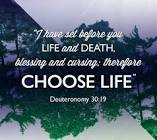 "I have set before you
LIFE and DEATH,
blessing and cursing: therefore
CHOOSE LIFE"
Deuteronomy 30:19